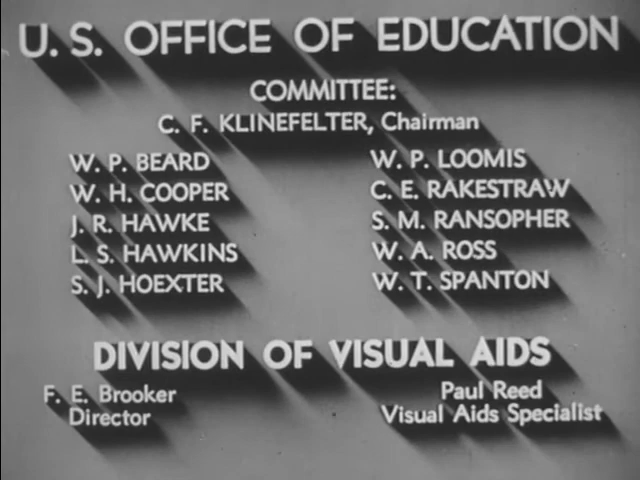 U. S. OFFICE OF EDUCATION
COMMITTEE:
C. F. KLINEFELTER, Chairman
W. P. BEARD
W. H. COOPER
J. R. HAWKE
L. S. HAWKINS
S. J. HOEXTER
W. P. LOOMIS
C. E. RAKESTRAW
S. M. RANSOPHER
W. A. ROSS
W. T. SPANTON
DIVISION OF VISUAL AIDS
F. E. Brooker
Director
Paul Reed
Visual Aids Specialist